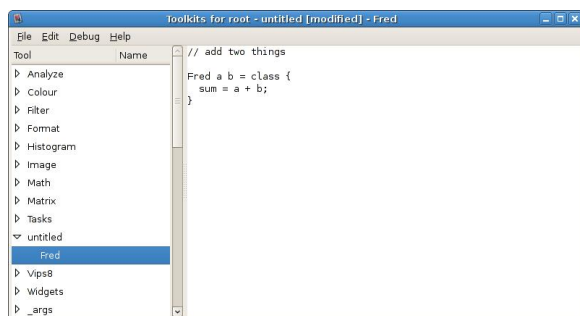 Toolkits for root - untitled [modified] - Fred
File Edit Debug Help
Tool Name
Analyze
Colour
Filter
Format
Histogram
Image
Math
Matrix
Tasks
untitled
Fred
Vips8
Widgets
_args
// add two things
Fred a b = class {
sum = a + b;
}